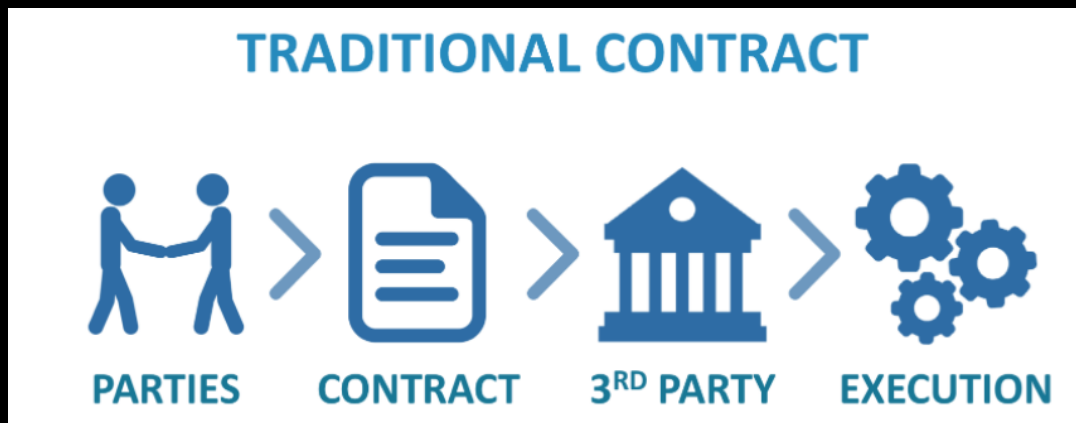 TRADITIONAL CONTRACT
PARTIES CONTRACT 3RD PARTY EXECUTION